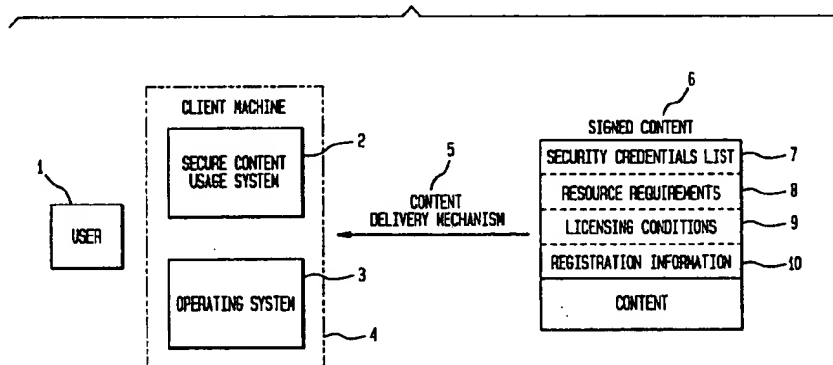 6
CLIENT MACHINE
SIGNED CONTENT
2
SECURE CONTENT
USAGE SYSTEM
5
SECURITY CREDENTIALS LIST
7
1
CONTENT
DELIVERY MECHANISM
RESOURCE REQUIREMENTS
8
USER
LICENSING CONDITIONS
9
3
REGISTRATION INFORMATION
10
OPERATING SYSTEM
CONTENT
4